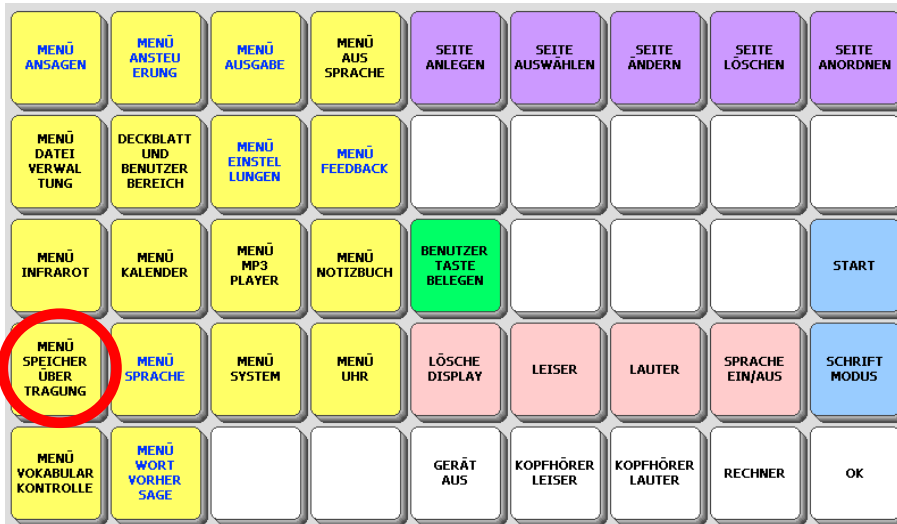 MENÜ
ANSAGEN
MENÜ
ANSTEU
ERUNG
MENÜ
AUSGABE
MENÜ
AUS
SPRACHE
SEITE
ANLEGEN
SEITE
AUSWÄHLEN
SEITE
ÄNDERN
SEITE
LÖSCHEN
SEITE
ANORDNEN
MENÜ
DATEI
VERWAL
TUNG
DECKBLATT
UND
BENUTZER
BEREICH
MENÜ
EINSTEL
LUNGEN
MENÜ
FEEDBACK
MENÜ
INFRAROT
MENÜ
KALENDER
MENÜ
MP3
PLAYER
MENÜ
NOTIZBUCH
BENUTZER
TASTE
BELEGEN
START
MENÜ
SPEICHER
ÜBER
TRAGUNG
MENÜ
SPRACHE
MENÜ
SYSTEM
MENÜ
UHR
LÖSCHE
DISPLAY
LEISER
LAUTER
SPRACHE
EIN/AUS
SCHRIFT
MODUS
MENÜ
VOKABULAR
KONTROLLE
MENÜ
WORT
VORHER
SAGE
GERÄT
AUS
KOPFHÖRER
LEISER
KOPFHÖRER
LAUTER
RECHNER
OK